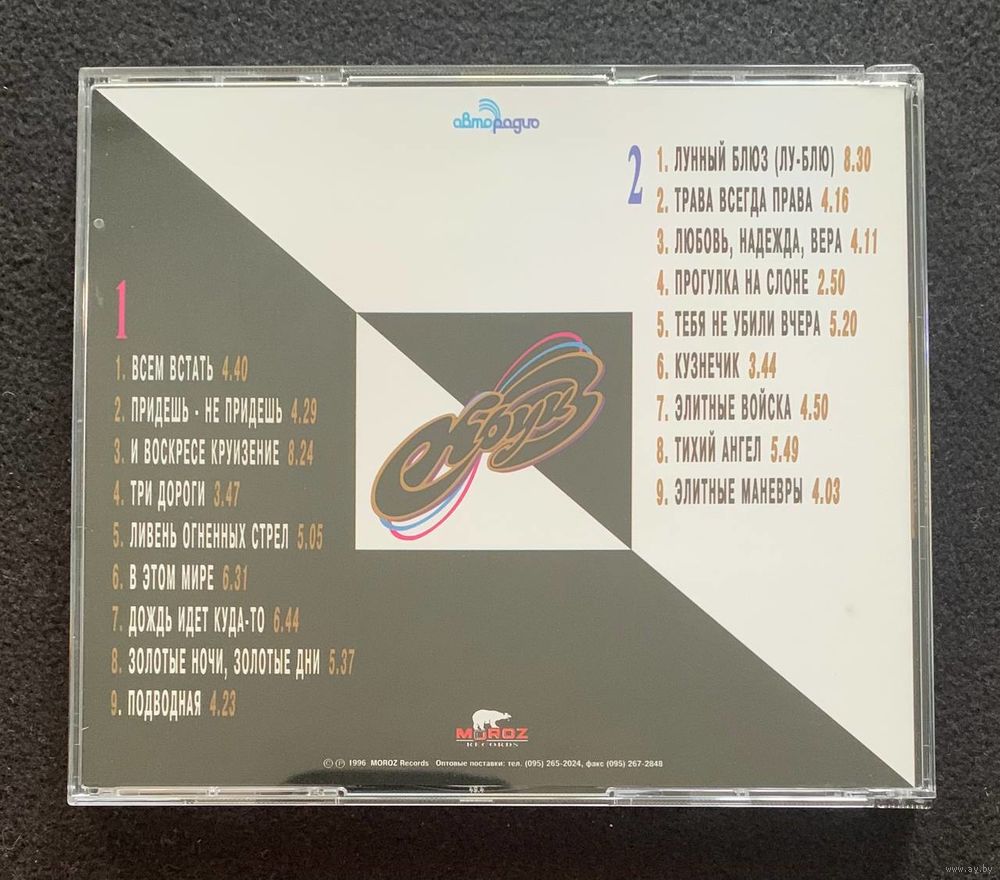 авторадио
1
1. ВСЕМ ВСТАТЬ 4.40
2. ПРИДЕШЬ - НЕ ПРИДЕШЬ 4.29
3. И ВОСКРЕСЕ КРУИЗЕНИЕ 8.24
4. ТРИ ДОРОГИ 3.47
5. ЛИВЕНЬ ОГНЕННЫХ СТРЕЛ 5.05
6. В ЭТОМ МИРЕ 6.31
7. ДОЖДЬ ИДЕТ КУДА-ТО 6.44
8. ЗОЛОТЫЕ НОЧИ, ЗОЛОТЫЕ ДНИ 5.37
9. ПОДВОДНАЯ 4.23
2
1. ЛУННЫЙ БЛЮЗ (ЛУ-БЛЮ) 8.30
2. ТРАВА ВСЕГДА ПРАВА 4.16
3. ЛЮБОВЬ, НАДЕЖДА, ВЕРА 4.11
4. ПРОГУЛКА НА СЛОНЕ 2.50
5. ТЕБЯ НЕ УБИЛИ ВЧЕРА 5.20
6. КУЗНЕЧИК 3.44
7. ЭЛИТНЫЕ ВОЙСКА 4.50
8. ТИХИЙ АНГЕЛ 5.49
9. ЭЛИТНЫЕ МАНЕВРЫ 4.03
MOROZ
RECORDS
© ℗ 1996 MOROZ Records Оптовые поставки: тел. (095) 265-2024, факс (095) 267-2848
www.ay.by